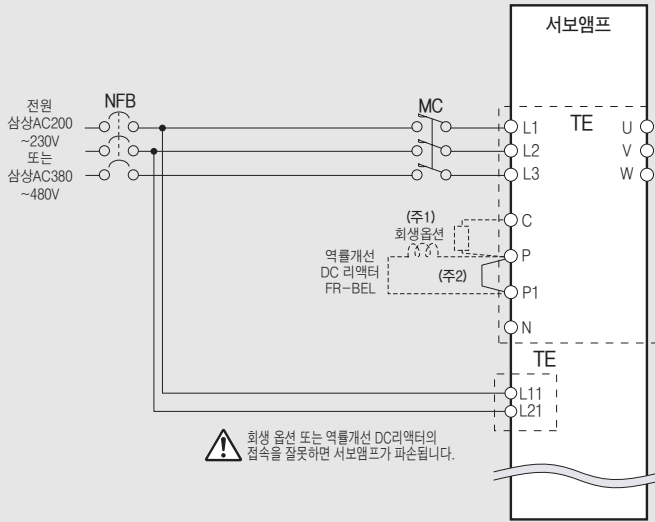 서보앰프
전원
삼상AC200
~230V
또는
삼상AC380
~480V
NFB
MC
TE
L1
L2
L3
U
V
W
C
P
P1
N
(주1)
회생옵션
역률개선
DC 리액터
FR-BEL
(주2)
TE
L11
L21
회생 옵션 또는 역률개선 DC리액터의
접속을 잘못하면 서보앰프가 파손됩니다.